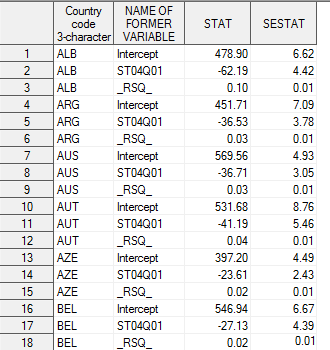 Country code 3-character NAME OF FORMER VARIABLE STAT SESTAT
1 ALB Intercept 478.90 6.62
2 ALB ST04Q01 -62.19 4.42
3 ALB _RSQ_ 0.10 0.01
4 ARG Intercept 451.71 7.09
5 ARG ST04Q01 -36.53 3.78
6 ARG _RSQ_ 0.03 0.01
7 AUS Intercept 569.56 4.93
8 AUS ST04Q01 -36.71 3.05
9 AUS _RSQ_ 0.03 0.01
10 AUT Intercept 531.68 8.76
11 AUT ST04Q01 -41.19 5.46
12 AUT _RSQ_ 0.04 0.01
13 AZE Intercept 397.20 4.49
14 AZE ST04Q01 -23.61 2.43
15 AZE _RSQ_ 0.02 0.01
16 BEL Intercept 546.94 6.67
17 BEL ST04Q01 -27.13 4.39
18 BEL _RSQ_ 0.02 0.01